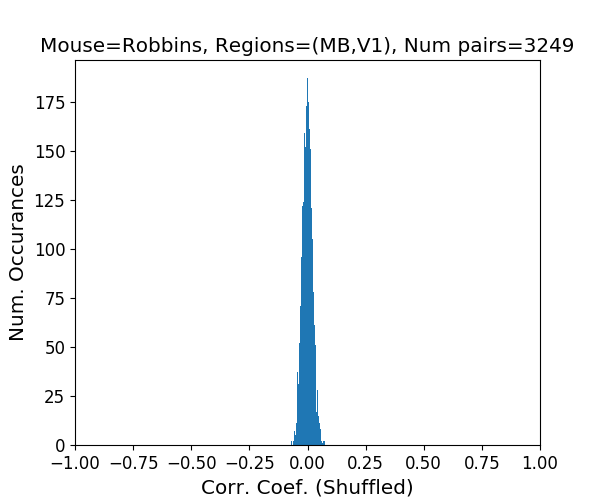 Mouse=Robbins, Regions=(MB,V1), Num pairs=3249
Num. Occurances
175
150
125
100
75
50
25
0
−1.00 −0.75 −0.50 −0.25 0.00 0.25 0.50 0.75 1.00
Corr. Coef. (Shuffled)